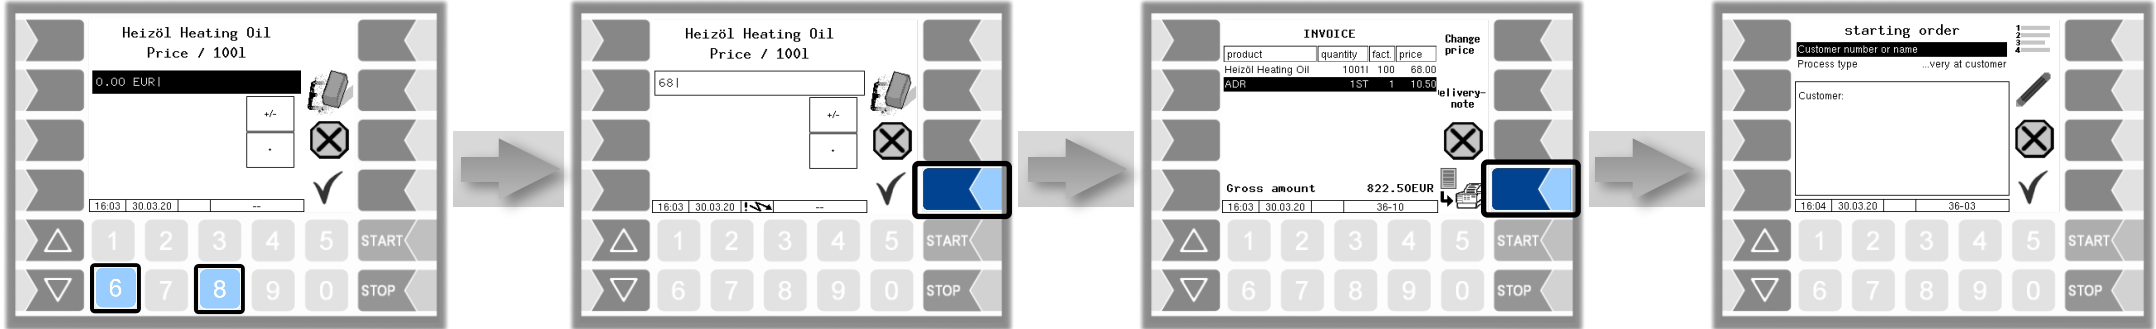 Heizöl Heating Oil
Price / 100l
0.00 EUR|
+/-
.
16:03 30.03.20 --
1 2 3 4 5 START
6 7 8 9 0 STOP
Heizöl Heating Oil
Price / 100l
68|
+/-
.
16:03 30.03.20 --
1 2 3 4 5 START
6 7 8 9 0 STOP
INVOICE
Change
price
product quantity fact. price
Heizöl Heating Oil 1001l 100 68.00
ADR 1ST 1 10.50
elivery-
note
Gross amount 822.50EUR
16:03 30.03.20 36-10
1 2 3 4 5 START
6 7 8 9 0 STOP
starting order
1
2
3
4
Customer number or name
Process type ...very at customer
Customer:
16:04 30.03.20 36-03
1 2 3 4 5 START
6 7 8 9 0 STOP